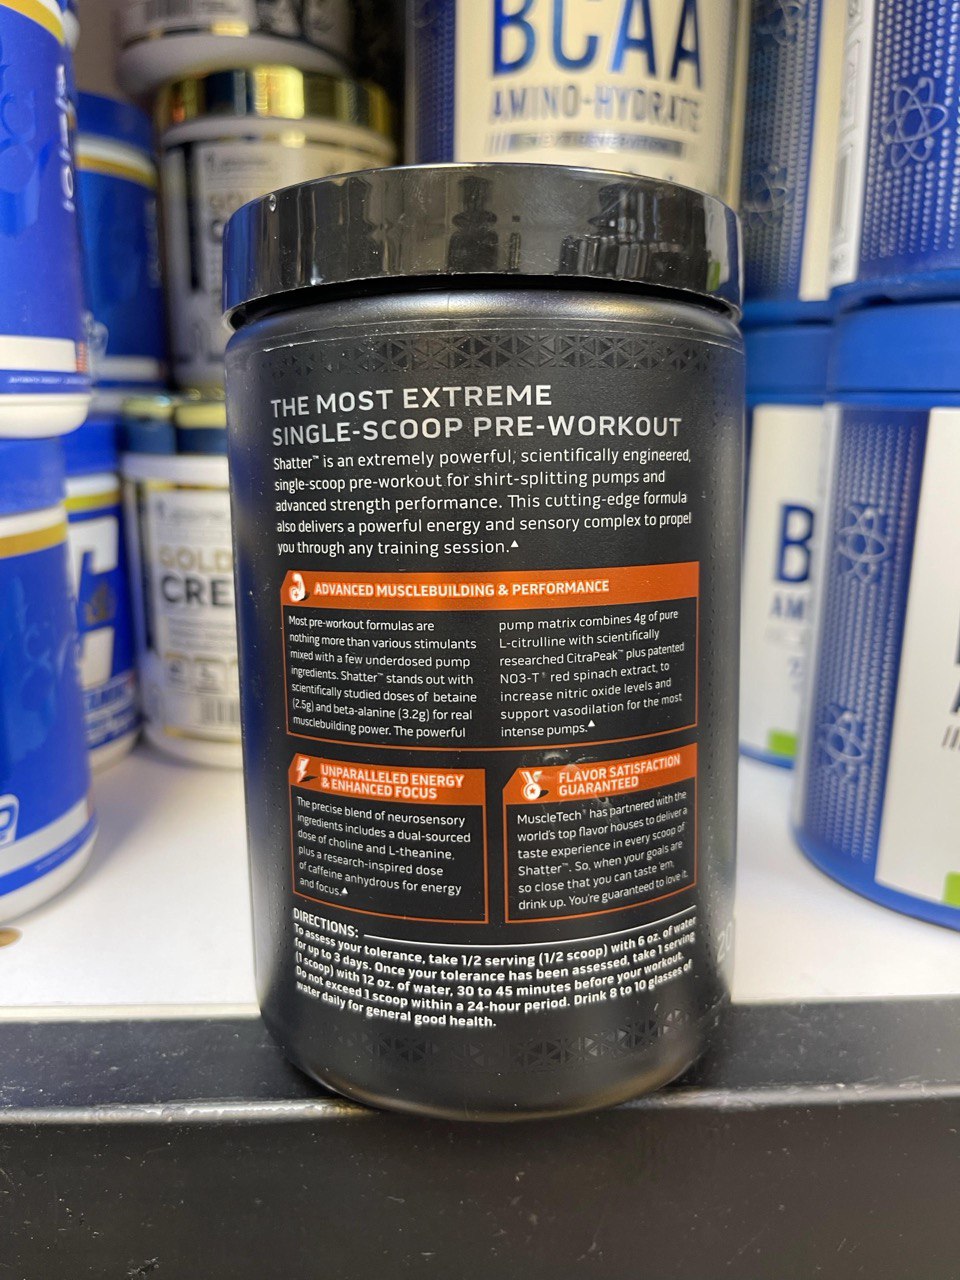 BCAA
AMINO-HYDRATE
THE MOST EXTREME
SINGLE-SCOOP PRE-WORKOUT
Shatter™ is an extremely powerful, scientifically engineered,
single-scoop pre-workout for shirt-splitting pumps and
advanced strength performance. This cutting-edge formula
also delivers a powerful energy and sensory complex to propel
you through any training session.▲
ADVANCED MUSCLEBUILDING & PERFORMANCE
Most pre-workout formulas are
nothing more than various stimulants
mixed with a few underdosed pump
ingredients. Shatter™ stands out with
scientifically studied doses of betaine
(2.5g) and beta-alanine (3.2g) for real
musclebuilding power. The powerful
pump matrix combines 4g of pure
L-citrulline with scientifically
researched CitraPeak™ plus patented
NO3-T® red spinach extract, to
increase nitric oxide levels and
support vasodilation for the most
intense pumps.▲
UNPARALLELED ENERGY
& ENHANCED FOCUS
The precise blend of neurosensory
ingredients includes a dual-sourced
dose of choline and L-theanine,
plus a research-inspired dose
of caffeine anhydrous for energy
and focus.▲
FLAVOR SATISFACTION
GUARANTEED
MuscleTech® has partnered with the
world's top flavor houses to deliver a
taste experience in every scoop of
Shatter™. So, when your goals are
so close that you can taste 'em,
drink up. You're guaranteed to love it.
DIRECTIONS:
To assess your tolerance, take 1/2 serving (1/2 scoop) with 6 oz. of water
for up to 3 days. Once your tolerance has been assessed, take 1 serving
(1 scoop) with 12 oz. of water, 30 to 45 minutes before your workout.
Do not exceed 1 scoop within a 24-hour period. Drink 8 to 10 glasses of
water daily for general good health.
GOLD
CRE
B
AM